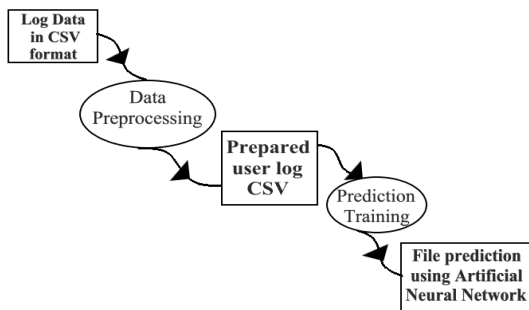 Log Data
in CSV
format
Data
Preprocessing
Prepared
user log
CSV
Prediction
Training
File prediction
using Artificial
Neural Network